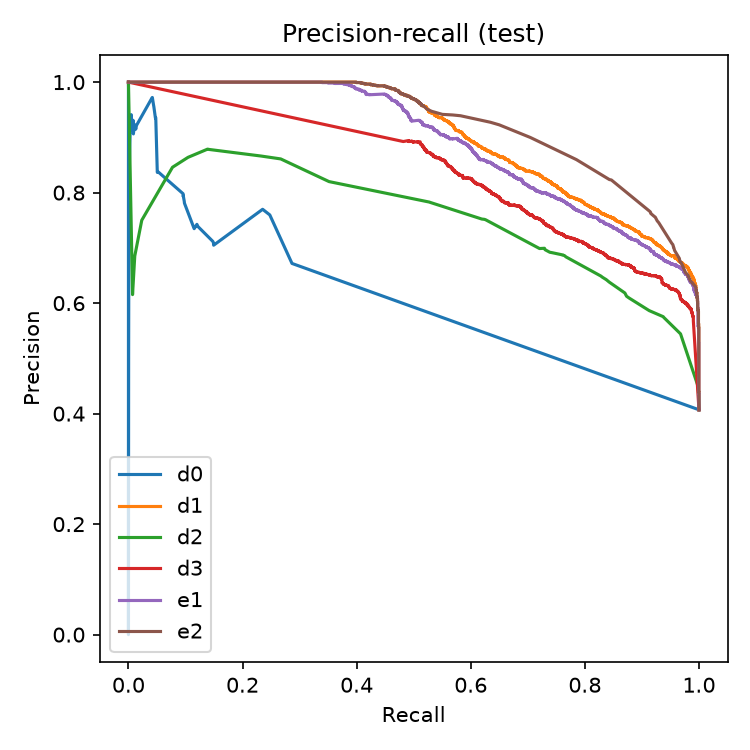 Precision-recall (test)
Precision
1.0
0.8
0.6
0.4
0.2
0.0
d0
d1
d2
d3
e1
e2
0.0 0.2 0.4 0.6 0.8 1.0
Recall